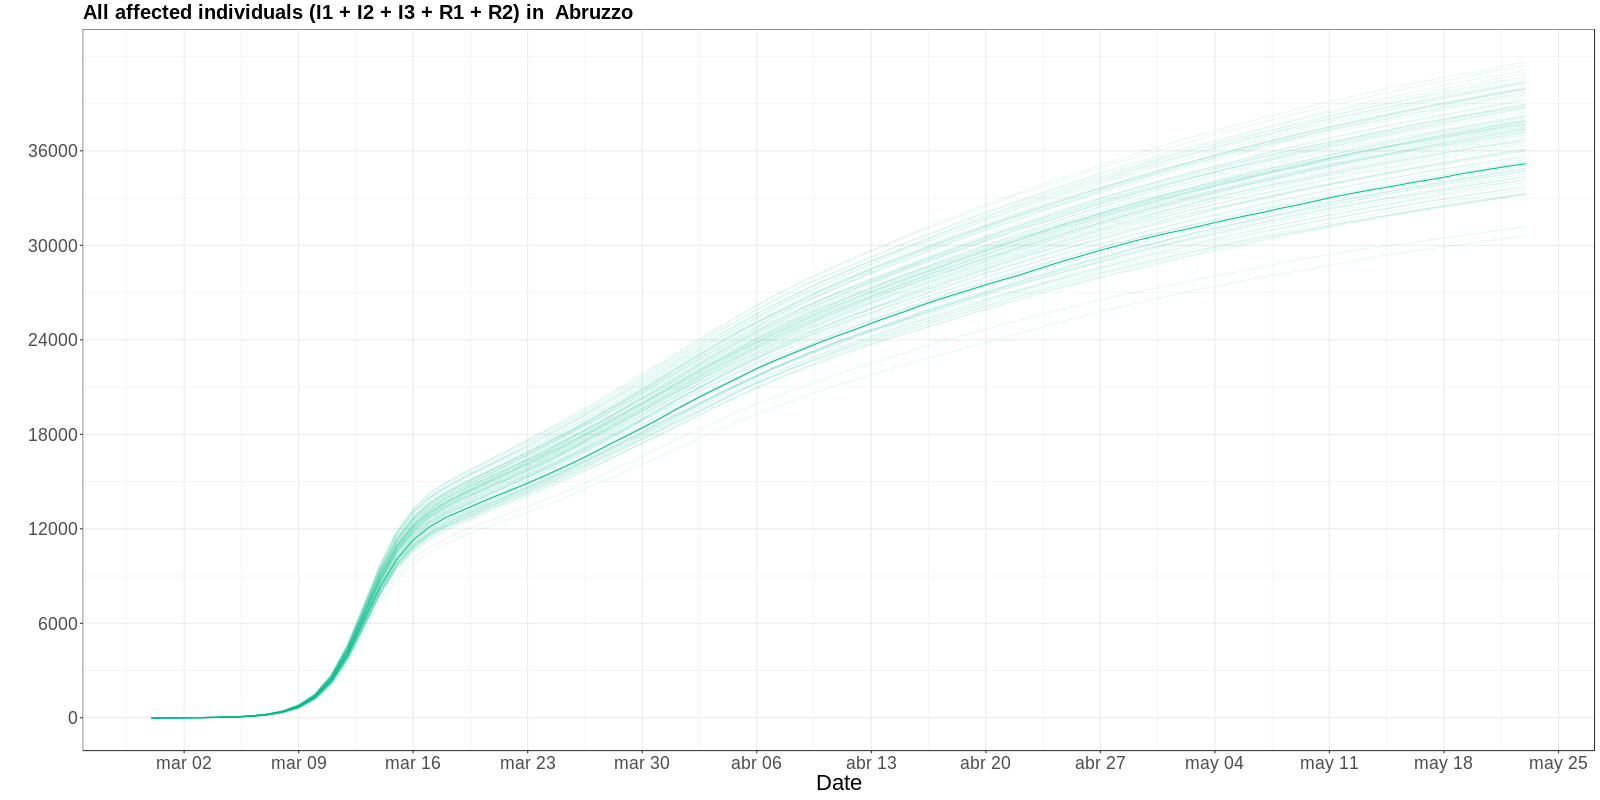 All affected individuals (I1 + I2 + I3 + R1 + R2) in  Abruzzo
36000
30000
24000
18000
12000
6000
0
mar 02 mar 09 mar 16 mar 23 mar 30 abr 06 abr 13 abr 20 abr 27 may 04 may 11 may 18 may 25
Date